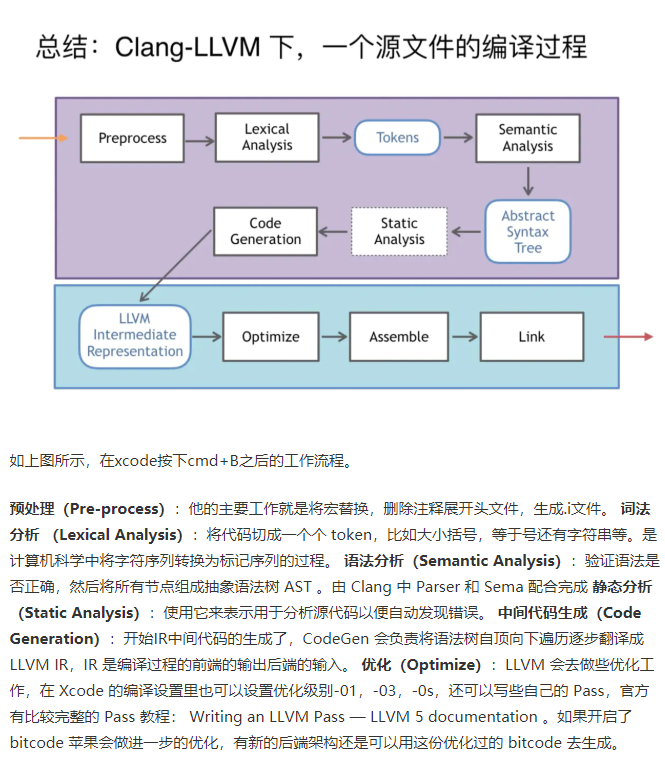 总结：Clang-LLVM 下，一个源文件的编译过程
Preprocess
Lexical
Analysis
Tokens
Semantic
Analysis
Code
Generation
Static
Analysis
Abstract
Syntax
Tree
LLVM
Intermediate
Representation
Optimize
Assemble
Link
如上图所示，在xcode按下cmd+B之后的工作流程。
预处理（Pre-process）：他的主要工作就是将宏替换，删除注释展开头文件，生成.i文件。 词法
分析 （Lexical Analysis）：将代码切成一个个 token，比如大小括号，等于号还有字符串等。是
计算机科学中将字符序列转换为标记序列的过程。 语法分析（Semantic Analysis）：验证语法是
否正确，然后将所有节点组成抽象语法树 AST 。由 Clang 中 Parser 和 Sema 配合完成 静态分析
（Static Analysis）：使用它来表示用于分析源代码以便自动发现错误。 中间代码生成（Code
Generation）：开始IR中间代码的生成了，CodeGen 会负责将语法树自顶向下遍历逐步翻译成
LLVM IR，IR 是编译过程的前端的输出后端的输入。 优化（Optimize）：LLVM 会去做些优化工
作，在 Xcode 的编译设置里也可以设置优化级别-01，-03，-0s，还可以写些自己的 Pass，官方
有比较完整的 Pass 教程： Writing an LLVM Pass — LLVM 5 documentation 。如果开启了
bitcode 苹果会做进一步的优化，有新的后端架构还是可以用这份优化过的 bitcode 去生成。